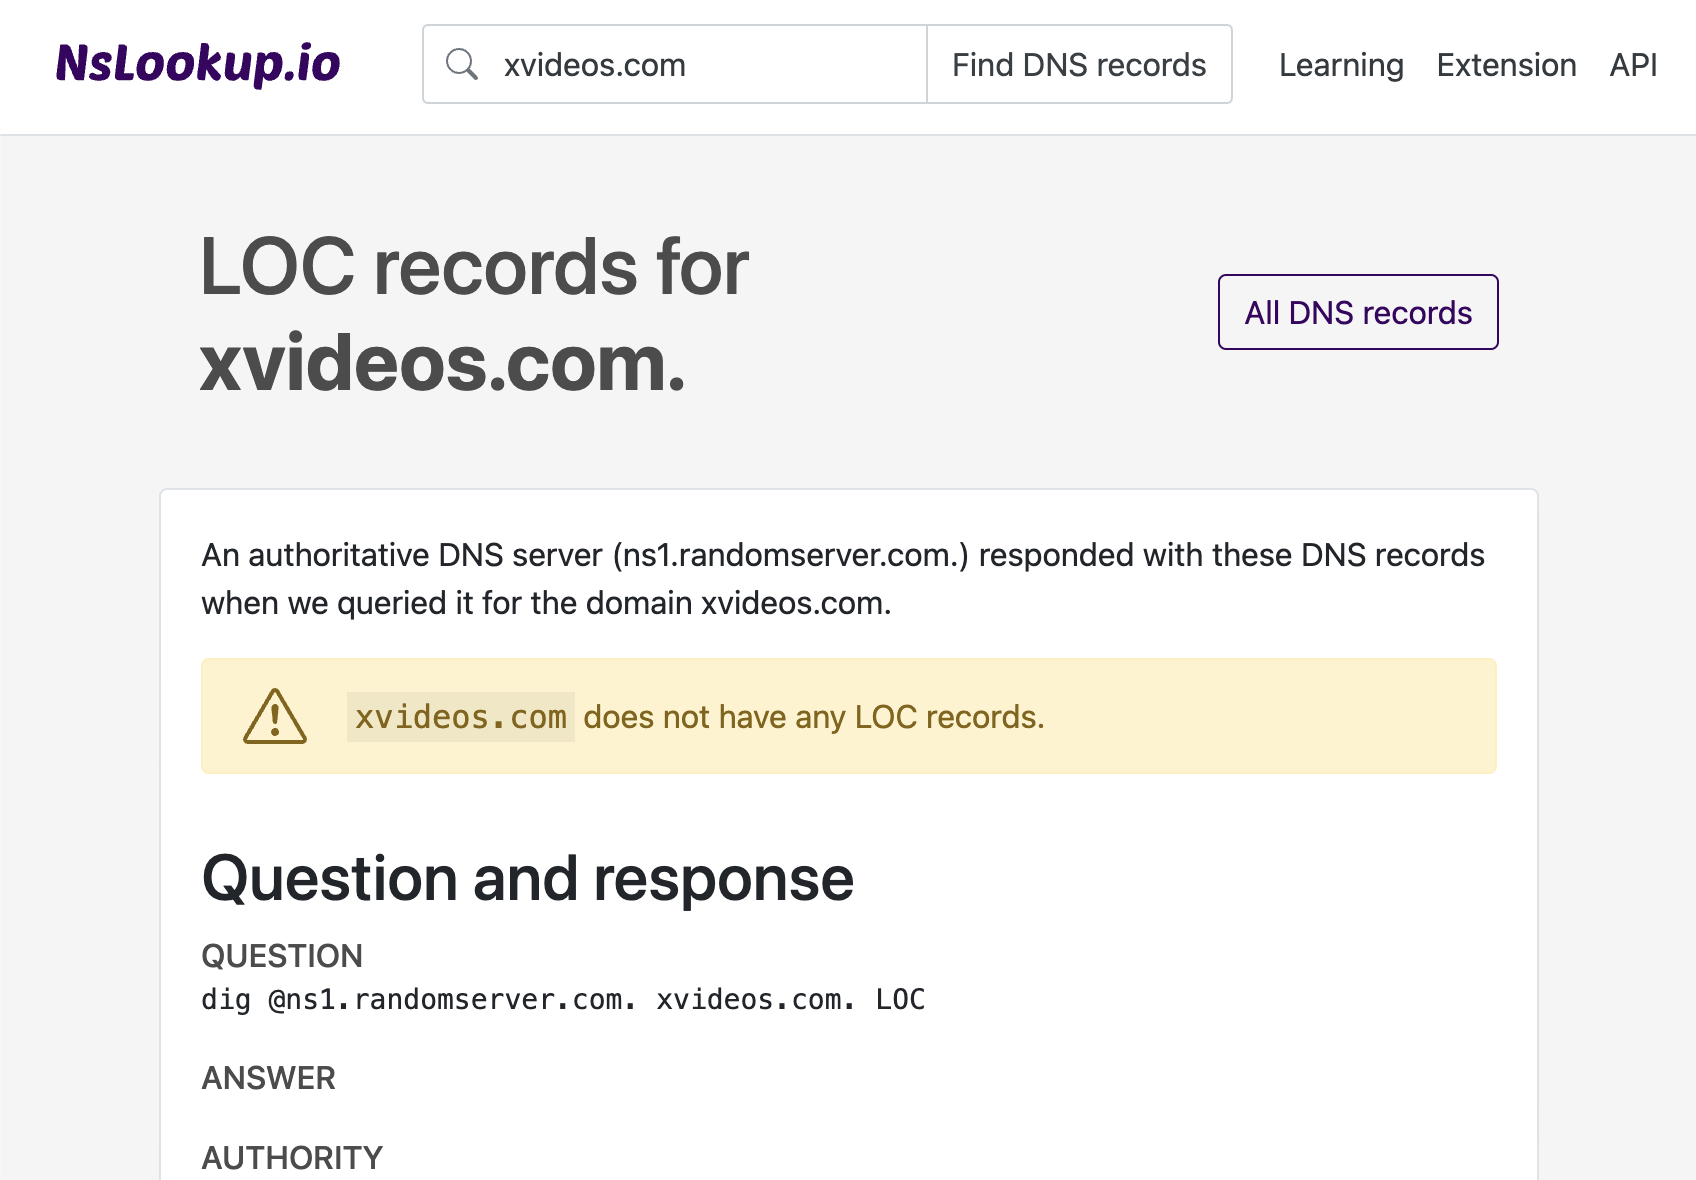 NsLookup.io
xvideos.com
Find DNS records
Learning
Extension
API
LOC records for
xvideos.com.
All DNS records
An authoritative DNS server (ns1.randomserver.com.) responded with these DNS records
when we queried it for the domain xvideos.com.
xvideos.com does not have any LOC records.
Question and response
QUESTION
dig @ns1.randomserver.com. xvideos.com. LOC
ANSWER
AUTHORITY